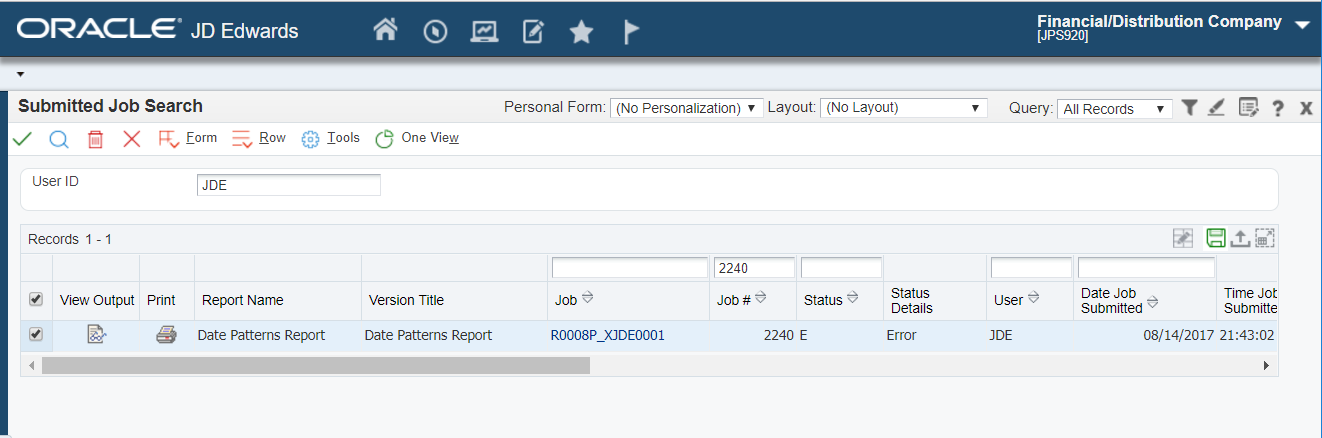 ORACLE® JD Edwards
Financial/Distribution Company
[JPS920]
Submitted Job Search
Personal Form: (No Personalization) Layout: (No Layout) Query: All Records
Form Row Tools One View
User ID JDE
Records 1 - 1
2240
View Output Print Report Name Version Title Job Job # Status Status Details User Date Job Submitted Time Job Submitte
Date Patterns Report Date Patterns Report R0008P_XJDE0001 2240 E Error JDE 08/14/2017 21:43:02